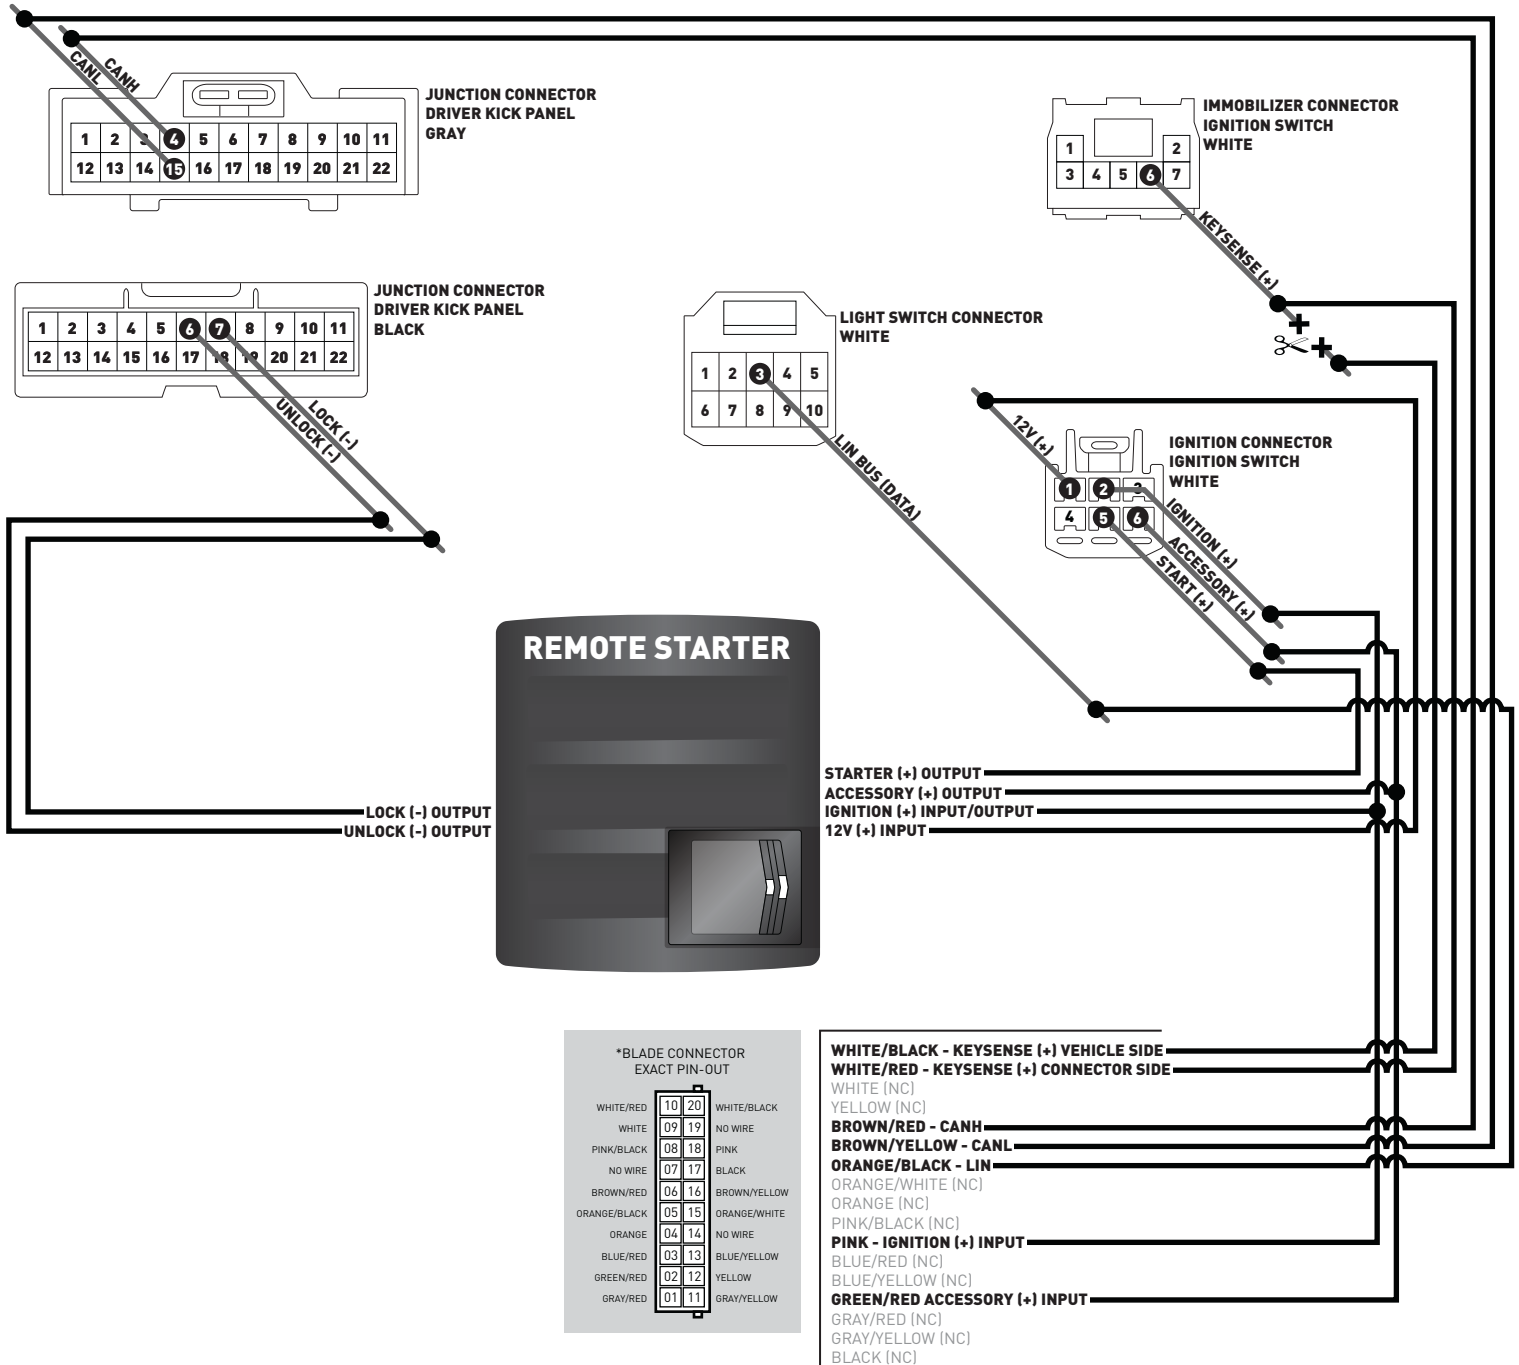 CANL
CANH
JUNCTION CONNECTOR
DRIVER KICK PANEL
GRAY
1 2 3 4 5 6 7 8 9 10 11
12 13 14 15 16 17 18 19 20 21 22
IMMOBILIZER CONNECTOR
IGNITION SWITCH
WHITE
1 2
3 4 5 6 7
KEYSENSE (+)
JUNCTION CONNECTOR
DRIVER KICK PANEL
BLACK
1 2 3 4 5 6 7 8 9 10 11
12 13 14 15 16 17 18 19 20 21 22
UNLOCK (-)
LOCK (-)
LIGHT SWITCH CONNECTOR
WHITE
1 2 3 4 5
6 7 8 9 10
LIN BUS (DATA)
12V (+)
IGNITION CONNECTOR
IGNITION SWITCH
WHITE
1 2 3
4 5 6
IGNITION (+)
ACCESSORY (+)
START (+)
REMOTE STARTER
LOCK (-) OUTPUT
UNLOCK (-) OUTPUT
STARTER (+) OUTPUT
ACCESSORY (+) OUTPUT
IGNITION (+) INPUT/OUTPUT
12V (+) INPUT
*BLADE CONNECTOR
EXACT PIN-OUT
WHITE/RED 10 20 WHITE/BLACK
WHITE 09 19 NO WIRE
PINK/BLACK 08 18 PINK
NO WIRE 07 17 BLACK
BROWN/RED 06 16 BROWN/YELLOW
ORANGE/BLACK 05 15 ORANGE/WHITE
ORANGE 04 14 NO WIRE
BLUE/RED 03 13 BLUE/YELLOW
GREEN/RED 02 12 YELLOW
GRAY/RED 01 11 GRAY/YELLOW
WHITE/BLACK - KEYSENSE (+) VEHICLE SIDE
WHITE/RED - KEYSENSE (+) CONNECTOR SIDE
WHITE (NC)
YELLOW (NC)
BROWN/RED - CANH
BROWN/YELLOW - CANL
ORANGE/BLACK - LIN
ORANGE/WHITE (NC)
ORANGE (NC)
PINK/BLACK (NC)
PINK - IGNITION (+) INPUT
BLUE/RED (NC)
BLUE/YELLOW (NC)
GREEN/RED ACCESSORY (+) INPUT
GRAY/RED (NC)
GRAY/YELLOW (NC)
BLACK (NC)